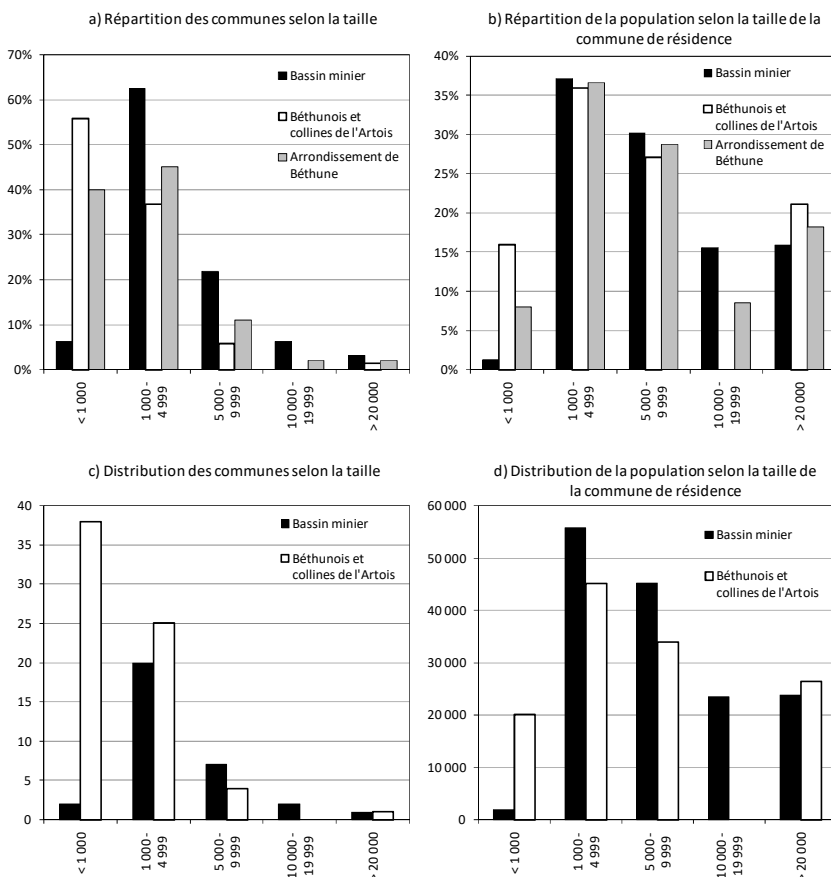 a) Répartition des communes selon la taille
70%
60%
50%
40%
30%
20%
10%
0%
Bassin minier
Béthunois et
collines de l'Artois
Arrondissement de
Béthune
< 1 000
1 000 -
4 999
5 000 -
9 999
10 000 -
19 999
> 20 000
b) Répartition de la population selon la taille de la
commune de résidence
40%
35%
30%
25%
20%
15%
10%
5%
0%
Bassin minier
Béthunois et
collines de l'Artois
Arrondissement de
Béthune
< 1 000
1 000 -
4 999
5 000 -
9 999
10 000 -
19 999
> 20 000
c) Distribution des communes selon la taille
40
35
30
25
20
15
10
5
0
Bassin minier
Béthunois et
collines de l'Artois
< 1 000
1 000 -
4 999
5 000 -
9 999
10 000 -
19 999
> 20 000
d) Distribution de la population selon la taille de
la commune de résidence
60 000
50 000
40 000
30 000
20 000
10 000
0
Bassin minier
Béthunois et
collines de l'Artois
< 1 000
1 000 -
4 999
5 000 -
9 999
10 000 -
19 999
> 20 000